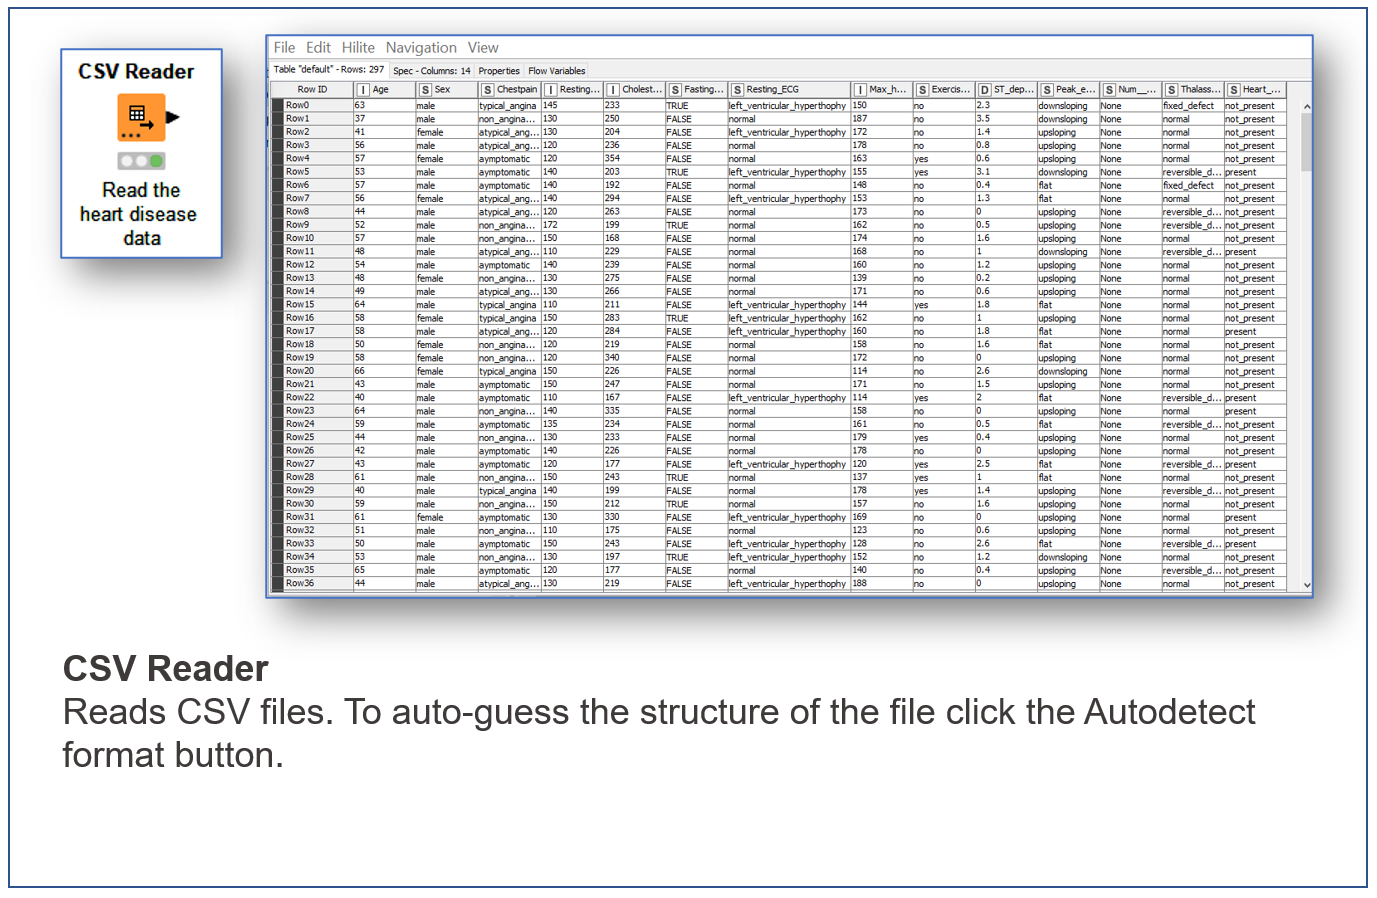 CSV Reader
Read the
heart disease
data
File Edit Hilite Navigation View
Table "default" - Rows: 297 Spec - Columns: 14 Properties Flow Variables
Row ID I Age S Sex S Chestpain I Resting... I Cholest... S Fasting... S Resting_ECG I Max_h... S Exercis... D ST_dep... S Peak_e... S Num__... S Thalass... S Heart_...
Row0 63 male typical_angina 145 233 TRUE left_ventricular_hyperthophy 150 no 2.3 downsloping None fixed_defect not_present
Row1 37 male non_angina... 130 250 FALSE normal 187 no 3.5 downsloping None normal not_present
Row2 41 female atypical_ang... 130 204 FALSE left_ventricular_hyperthophy 172 no 1.4 upsloping None normal not_present
Row3 56 male atypical_ang... 120 236 FALSE normal 178 no 0.8 upsloping None normal not_present
Row4 57 female aymptomatic 120 354 FALSE normal 163 yes 0.6 upsloping None normal not_present
Row5 53 male aymptomatic 140 203 TRUE left_ventricular_hyperthophy 155 yes 3.1 downsloping None reversible_d... present
Row6 57 male aymptomatic 140 192 FALSE normal 148 no 0.4 flat None fixed_defect not_present
Row7 56 female atypical_ang... 140 294 FALSE left_ventricular_hyperthophy 153 no 1.3 flat None normal not_present
Row8 44 male atypical_ang... 120 263 FALSE normal 173 no 0 upsloping None reversible_d... not_present
Row9 52 male non_angina... 172 199 TRUE normal 162 no 0.5 upsloping None reversible_d... not_present
Row10 57 male non_angina... 150 168 FALSE normal 174 no 1.6 upsloping None normal not_present
Row11 48 male atypical_ang... 110 229 FALSE normal 168 no 1 downsloping None reversible_d... present
Row12 54 male aymptomatic 140 239 FALSE normal 160 no 1.2 upsloping None normal not_present
Row13 48 female non_angina... 130 275 FALSE normal 139 no 0.2 upsloping None normal not_present
Row14 49 male atypical_ang... 130 266 FALSE normal 171 no 0.6 upsloping None normal not_present
Row15 64 male typical_angina 110 211 FALSE left_ventricular_hyperthophy 144 yes 1.8 flat None normal not_present
Row16 58 female typical_angina 150 283 TRUE left_ventricular_hyperthophy 162 no 1 upsloping None normal not_present
Row17 58 male atypical_ang... 120 284 FALSE left_ventricular_hyperthophy 160 no 1.8 flat None normal present
Row18 50 female non_angina... 120 219 FALSE normal 158 no 1.6 flat None normal not_present
Row19 58 female non_angina... 120 340 FALSE normal 172 no 0 upsloping None normal not_present
Row20 66 female typical_angina 150 226 FALSE normal 114 no 2.6 downsloping None normal not_present
Row21 43 male aymptomatic 150 247 FALSE normal 171 no 1.5 upsloping None normal not_present
Row22 40 male aymptomatic 110 167 FALSE left_ventricular_hyperthophy 114 yes 2 flat None reversible_d... present
Row23 64 male non_angina... 140 335 FALSE normal 158 no 0 upsloping None normal present
Row24 59 male aymptomatic 135 234 FALSE normal 161 no 0.5 flat None reversible_d... not_present
Row25 44 male non_angina... 130 233 FALSE normal 179 yes 0.4 upsloping None normal not_present
Row26 42 male aymptomatic 140 226 FALSE normal 178 no 0 upsloping None normal not_present
Row27 43 male aymptomatic 120 177 FALSE left_ventricular_hyperthophy 120 yes 2.5 flat None reversible_d... present
Row28 61 male non_angina... 150 243 TRUE normal 137 yes 1 flat None normal not_present
Row29 40 male typical_angina 140 199 FALSE normal 178 yes 1.4 upsloping None reversible_d... not_present
Row30 59 male non_angina... 150 212 TRUE normal 157 no 1.6 upsloping None normal not_present
Row31 61 female aymptomatic 130 330 FALSE left_ventricular_hyperthophy 169 no 0 upsloping None normal present
Row32 51 male non_angina... 110 175 FALSE normal 123 no 0.6 upsloping None normal not_present
Row33 50 male aymptomatic 150 243 FALSE left_ventricular_hyperthophy 128 no 2.6 flat None reversible_d... present
Row34 53 male non_angina... 130 197 TRUE left_ventricular_hyperthophy 152 no 1.2 downsloping None normal not_present
Row35 65 male aymptomatic 120 177 FALSE normal 140 no 0.4 upsloping None reversible_d... not_present
Row36 44 male atypical_ang... 130 219 FALSE left_ventricular_hyperthophy 188 no 0 upsloping None normal not_present
CSV Reader
Reads CSV files. To auto-guess the structure of the file click the Autodetect
format button.